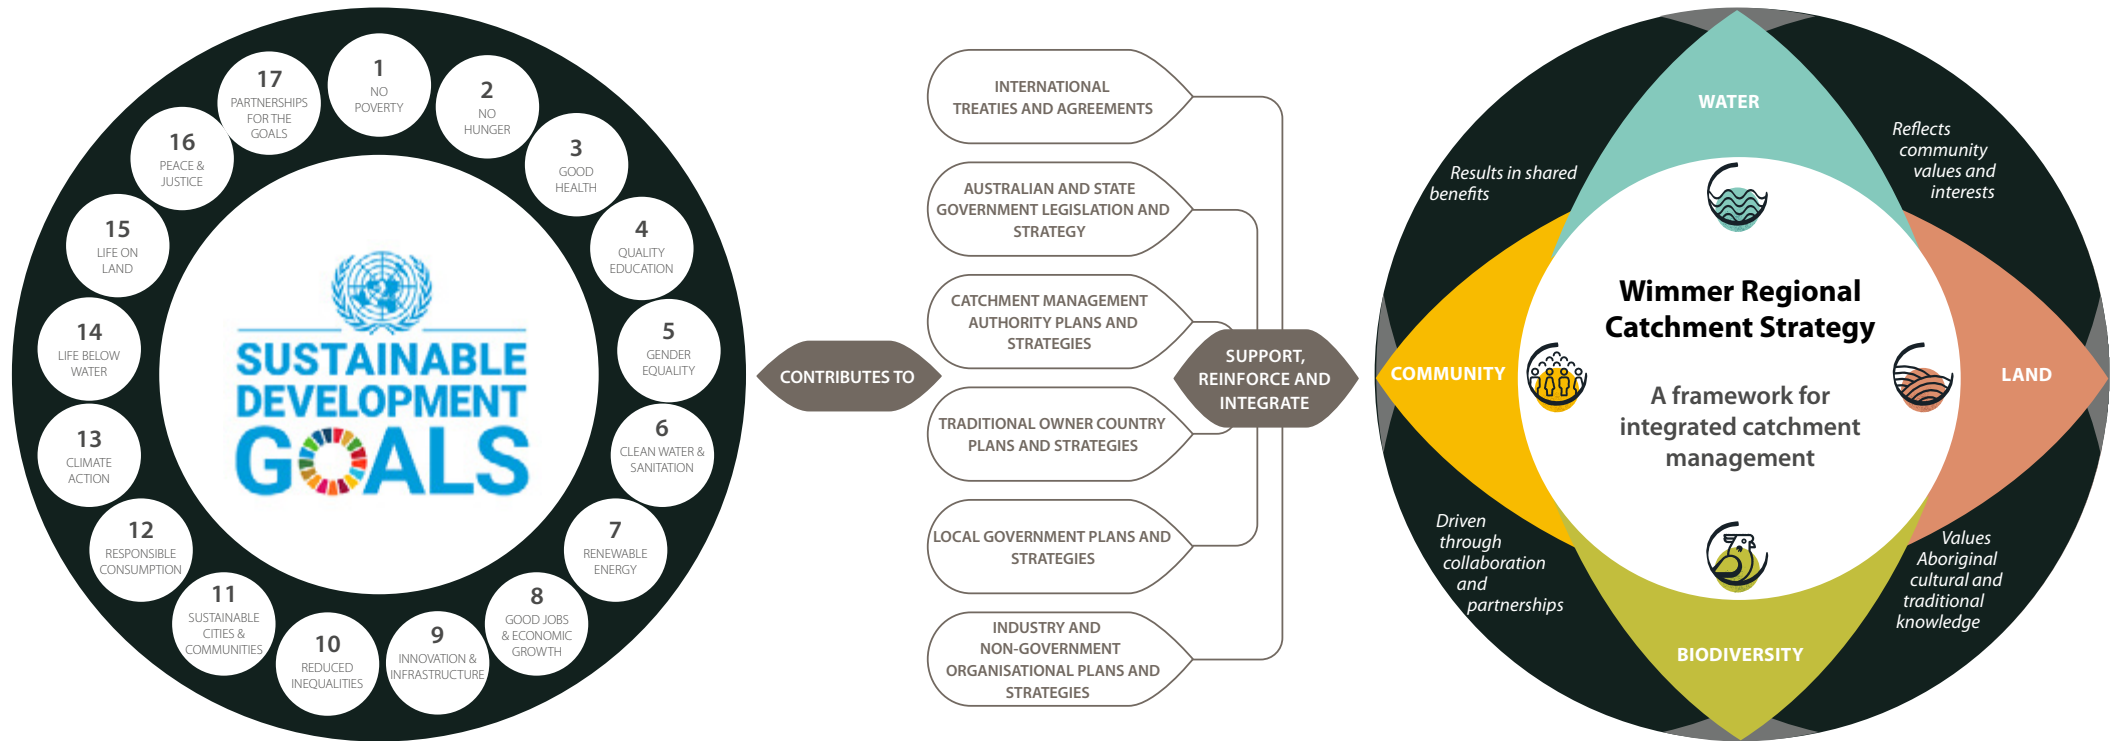 1
NO
POVERTY
2
NO
HUNGER
3
GOOD
HEALTH
4
QUALITY
EDUCATION
5
GENDER
EQUALITY
6
CLEAN WATER &
SANITATION
7
RENEWABLE
ENERGY
8
GOOD JOBS
& ECONOMIC
GROWTH
9
INNOVATION &
INFRASTRUCTURE
10
REDUCED
INEQUALITIES
11
SUSTAINABLE
CITIES &
COMMUNITIES
12
RESPONSIBLE
CONSUMPTION
13
CLIMATE
ACTION
14
LIFE BELOW
WATER
15
LIFE ON
LAND
16
PEACE &
JUSTICE
17
PARTNERSHIPS
FOR THE
GOALS
SUSTAINABLE
DEVELOPMENT
GOALS
CONTRIBUTES TO
INTERNATIONAL
TREATIES AND AGREEMENTS
AUSTRALIAN AND STATE
GOVERNMENT LEGISLATION AND
STRATEGY
CATCHMENT MANAGEMENT
AUTHORITY PLANS AND
STRATEGIES
TRADITIONAL OWNER COUNTRY
PLANS AND STRATEGIES
LOCAL GOVERNMENT PLANS AND
STRATEGIES
INDUSTRY AND
NON-GOVERNMENT
ORGANISATIONAL PLANS AND
STRATEGIES
SUPPORT,
REINFORCE AND
INTEGRATE
WATER
Results in shared
benefits
Reflects
community
values and
interests
COMMUNITY
Wimmer Regional
Catchment Strategy
A framework for
integrated catchment
management
LAND
Driven
through
collaboration
and
partnerships
Values
Aboriginal
cultural and
traditional
knowledge
BIODIVERSITY